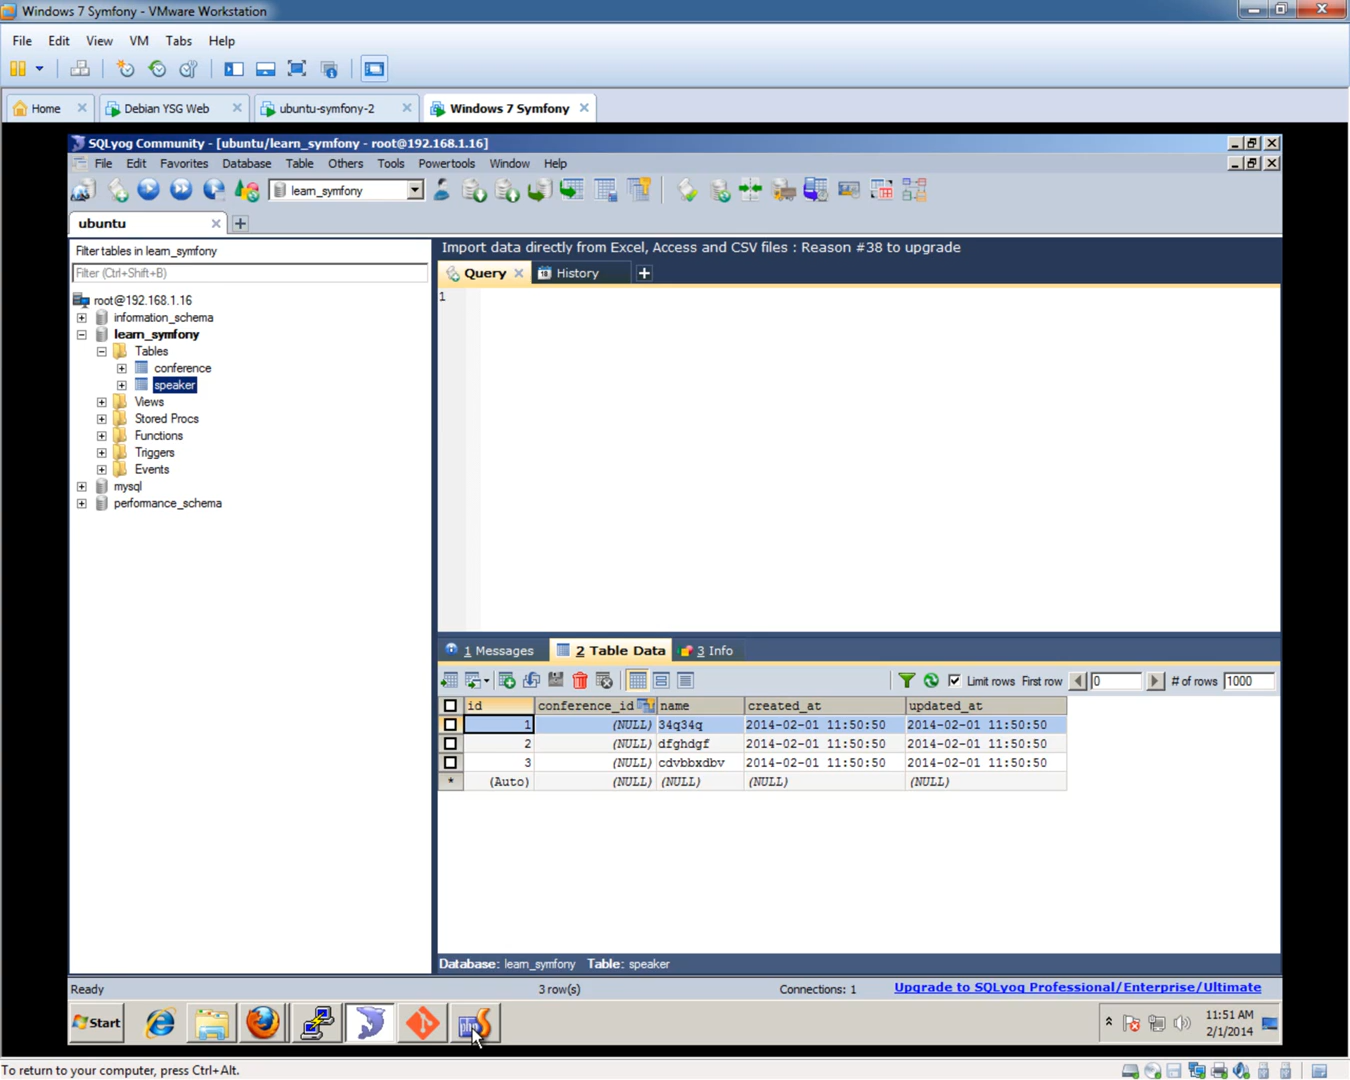 Windows 7 Symfony - VMware Workstation
File Edit View VM Tabs Help
Home Debian YSG Web ubuntu-symfony-2 Windows 7 Symfony
SQLyog Community - [ubuntu/learn_symfony - root@192.168.1.16]
File Edit Favorites Database Table Others Tools Powertools Window Help
learn_symfony
ubuntu
Filter tables in learn_symfony
Filter (Ctrl+Shift+B)
root@192.168.1.16
information_schema
learn_symfony
Tables
conference
speaker
Views
Stored Procs
Functions
Triggers
Events
mysql
performance_schema
Import data directly from Excel, Access and CSV files : Reason #38 to upgrade
Query History
1
1 Messages 2 Table Data 3 Info
Limit rows First row 0 # of rows 1000
id conference_id name created_at updated_at
1 (NULL) 34q34q 2014-02-01 11:50:50 2014-02-01 11:50:50
2 (NULL) dfghdgf 2014-02-01 11:50:50 2014-02-01 11:50:50
3 (NULL) cdvbbxdbv 2014-02-01 11:50:50 2014-02-01 11:50:50
* (Auto) (NULL) (NULL) (NULL) (NULL)
Database: learn_symfony Table: speaker
Ready 3 row(s) Connections: 1 Upgrade to SQLyog Professional/Enterprise/Ultimate
Start
11:51 AM
2/1/2014
To return to your computer, press Ctrl+Alt.